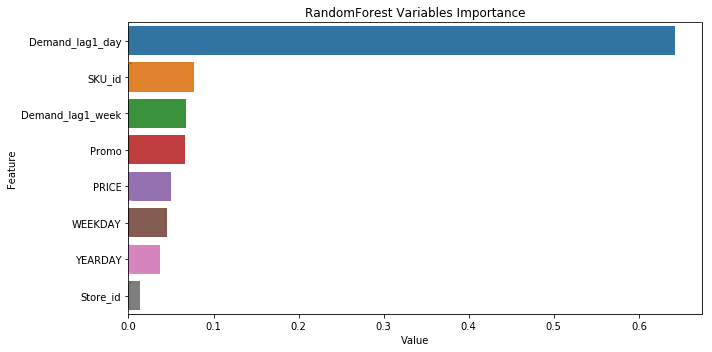 RandomForest Variables Importance
Demand_lag1_day
SKU_id
Demand_lag1_week
Promo
PRICE
WEEKDAY
YEARDAY
Store_id
Feature
0.0 0.1 0.2 0.3 0.4 0.5 0.6
Value